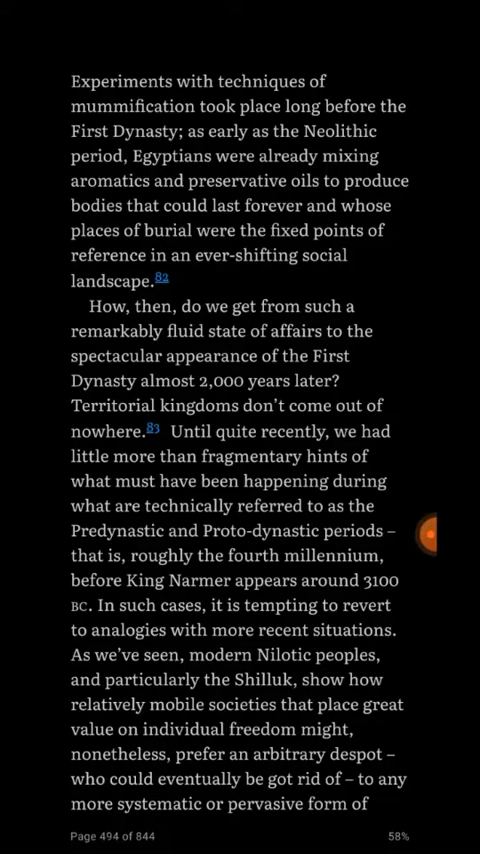 Experiments with techniques of
mummification took place long before the
First Dynasty; as early as the Neolithic
period, Egyptians were already mixing
aromatics and preservative oils to produce
bodies that could last forever and whose
places of burial were the fixed points of
reference in an ever-shifting social
landscape.82
How, then, do we get from such a
remarkably fluid state of affairs to the
spectacular appearance of the First
Dynasty almost 2,000 years later?
Territorial kingdoms don’t come out of
nowhere.83 Until quite recently, we had
little more than fragmentary hints of
what must have been happening during
what are technically referred to as the
Predynastic and Proto-dynastic periods –
that is, roughly the fourth millennium,
before King Narmer appears around 3100
BC. In such cases, it is tempting to revert
to analogies with more recent situations.
As we’ve seen, modern Nilotic peoples,
and particularly the Shilluk, show how
relatively mobile societies that place great
value on individual freedom might,
nonetheless, prefer an arbitrary despot –
who could eventually be got rid of – to any
more systematic or pervasive form of
Page 494 of 844 58%